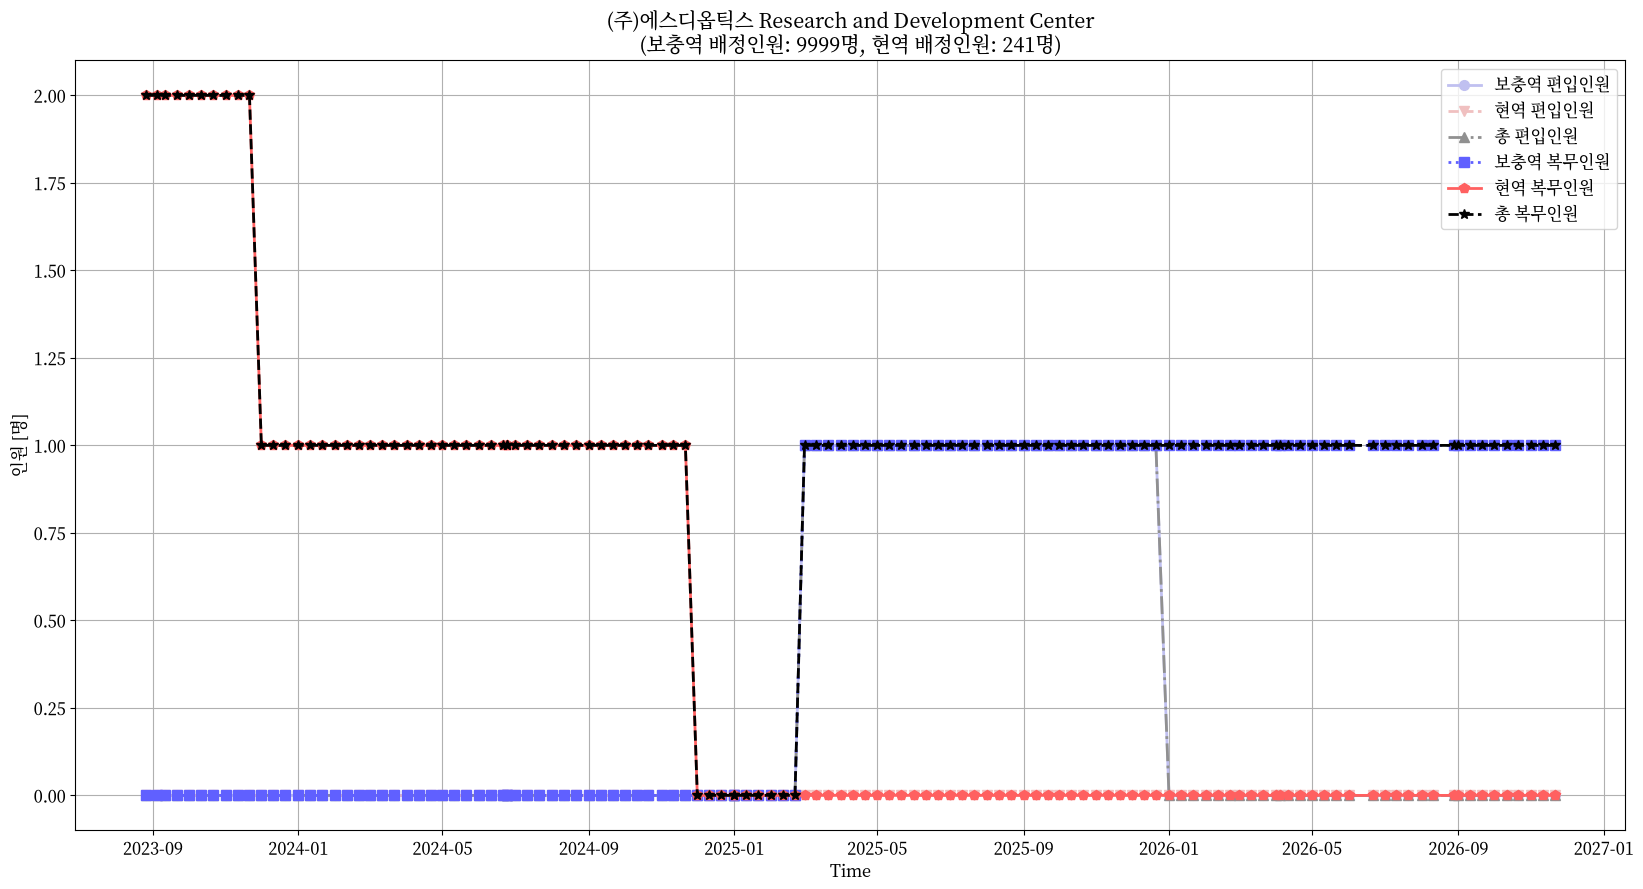 (주)에스디옵틱스 Research and Development Center
(보충역 배정인원: 9999명, 현역 배정인원: 241명)
보충역 편입인원
현역 편입인원
총 편입인원
보충역 복무인원
현역 복무인원
총 복무인원
인원 [명]
2.00
1.75
1.50
1.25
1.00
0.75
0.50
0.25
0.00
2023-09 2024-01 2024-05 2024-09 2025-01 2025-05 2025-09 2026-01 2026-05 2026-09 2027-01
Time